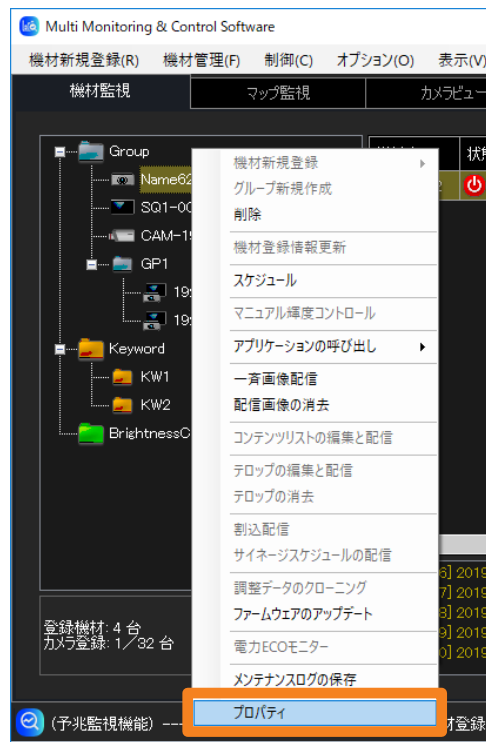 Multi Monitoring & Control Software
機材新規登録(R) 機材管理(F) 制御(C) オプション(O) 表示(V)
機材監視 マップ監視 カメラビュー
Group
Name62
SQ1-00
CAM-19
GP1
19
19
Keyword
KW1
KW2
BrightnessC
機材新規登録
グループ新規作成
削除
機材登録情報更新
スケジュール
マニュアル輝度コントロール
アプリケーションの呼び出し
一斉画像配信
配信画像の消去
コンテンツリストの編集と配信
テロップの編集と配信
テロップの消去
割込配信
サイネージスケジュールの配信
調整データのクローニング
ファームウェアのアップデート
電力ECOモニター
メンテナンスログの保存
プロパティ
6] 2019
7] 2019
8] 2019
9] 2019
0] 2019
登録機材: 4 台
カメラ登録: 1/32 台
(予兆監視機能) ---
材登録